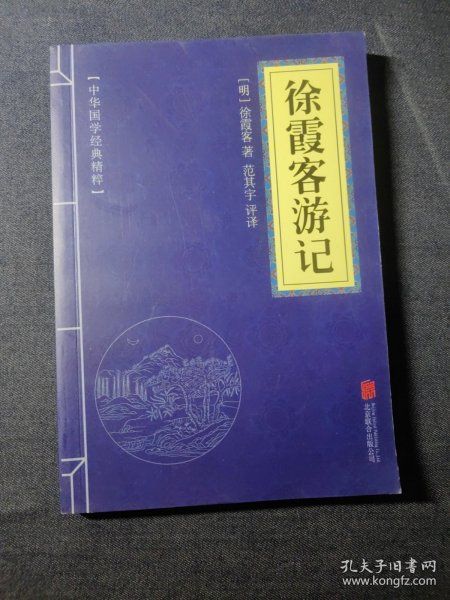 徐霞客游记
[明]徐霞客 著 范其宇 评译
【中华国学经典精粹】
北京联合出版公司
孔夫子旧书网
www.kongfz.com